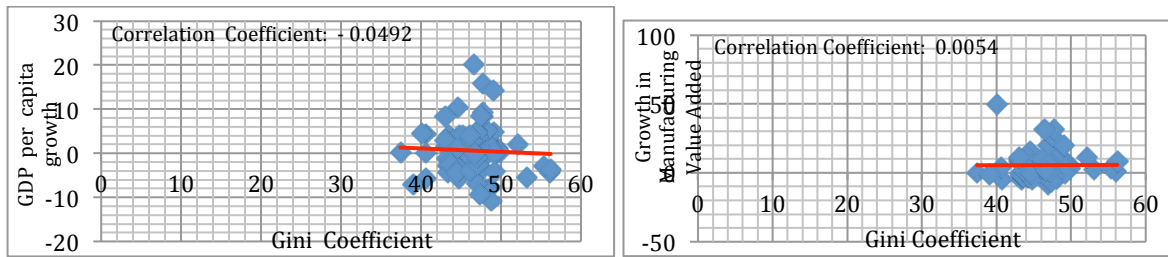 30
20
10
0
-10
-20
GDP per capita
growth
Correlation Coefficient: - 0.0492
0 10 20 30 40 50 60
Gini Coefficient
100
50
0
-50
Growth in
Manufacturing
Value Added
Correlation Coefficient: 0.0054
0 10 20 30 40 50 60
Gini Coefficient